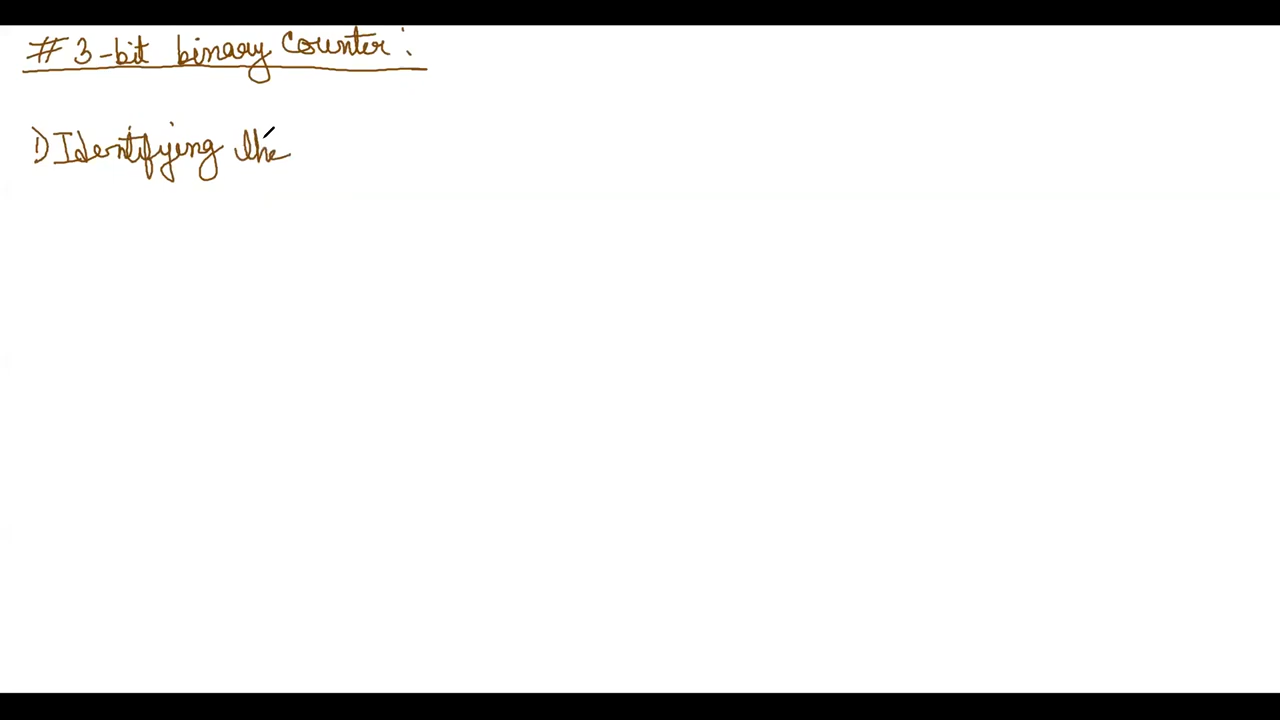 # 3-bit binary counter :
1) Identifying the